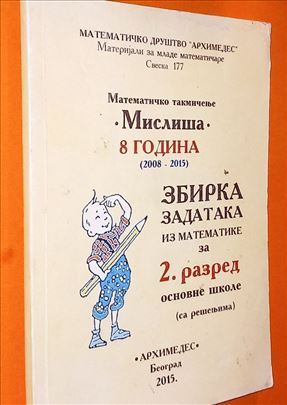 МАТЕМАТИЧКО ДРУШТВО "АРХИМЕДЕС"
Материјали за младе математичаре
Свеска 177
Математичко такмичење
·Мислиша·
8 ГОДИНА
(2008 - 2015)
ЗБИРКА
ЗАДАТАКА
ИЗ МАТЕМАТИКЕ
за
2. разред
основне школе
(са решењима)
·АРХИМЕДЕС·
Београд
2015.